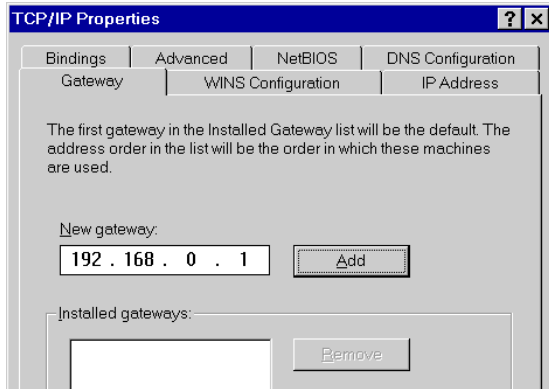 TCP/IP Properties
Bindings Advanced NetBIOS DNS Configuration
Gateway WINS Configuration IP Address
The first gateway in the Installed Gateway list will be the default. The
address order in the list will be the order in which these machines
are used.
New gateway:
192 . 168 . 0 . 1 Add
Installed gateways:
Remove